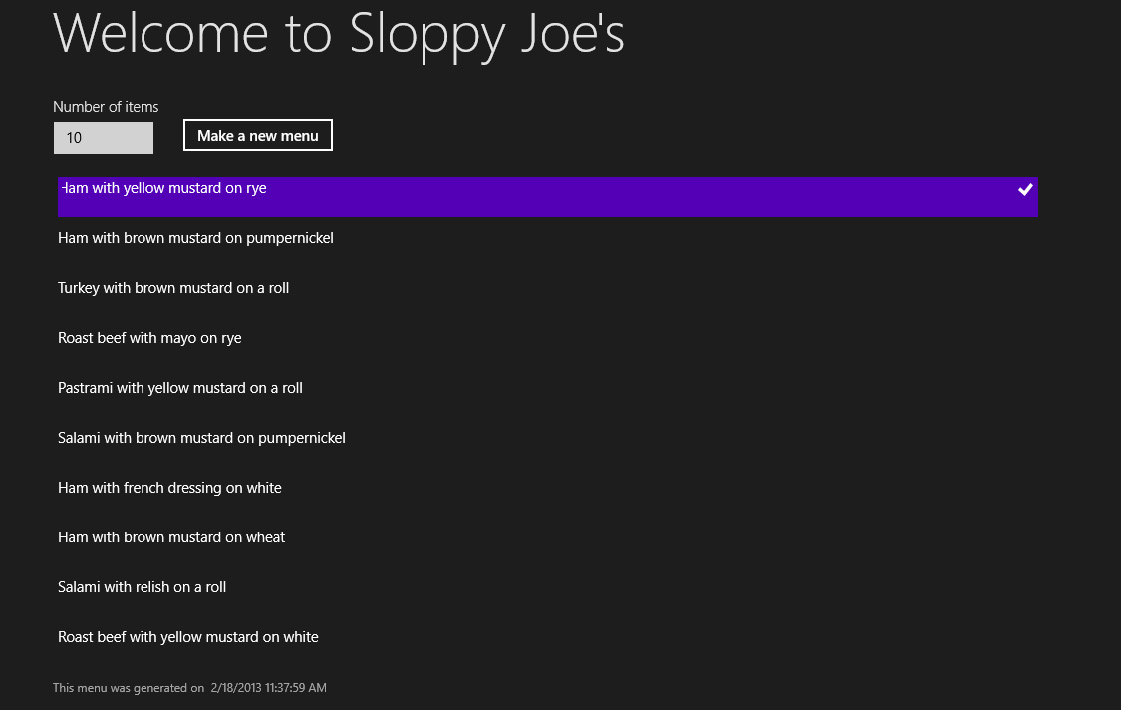 Welcome to Sloppy Joe's
Number of items
10
Make a new menu
Ham with yellow mustard on rye
Ham with brown mustard on pumpernickel
Turkey with brown mustard on a roll
Roast beef with mayo on rye
Pastrami with yellow mustard on a roll
Salami with brown mustard on pumpernickel
Ham with french dressing on white
Ham with brown mustard on wheat
Salami with relish on a roll
Roast beef with yellow mustard on white
This menu was generated on 2/18/2013 11:37:59 AM